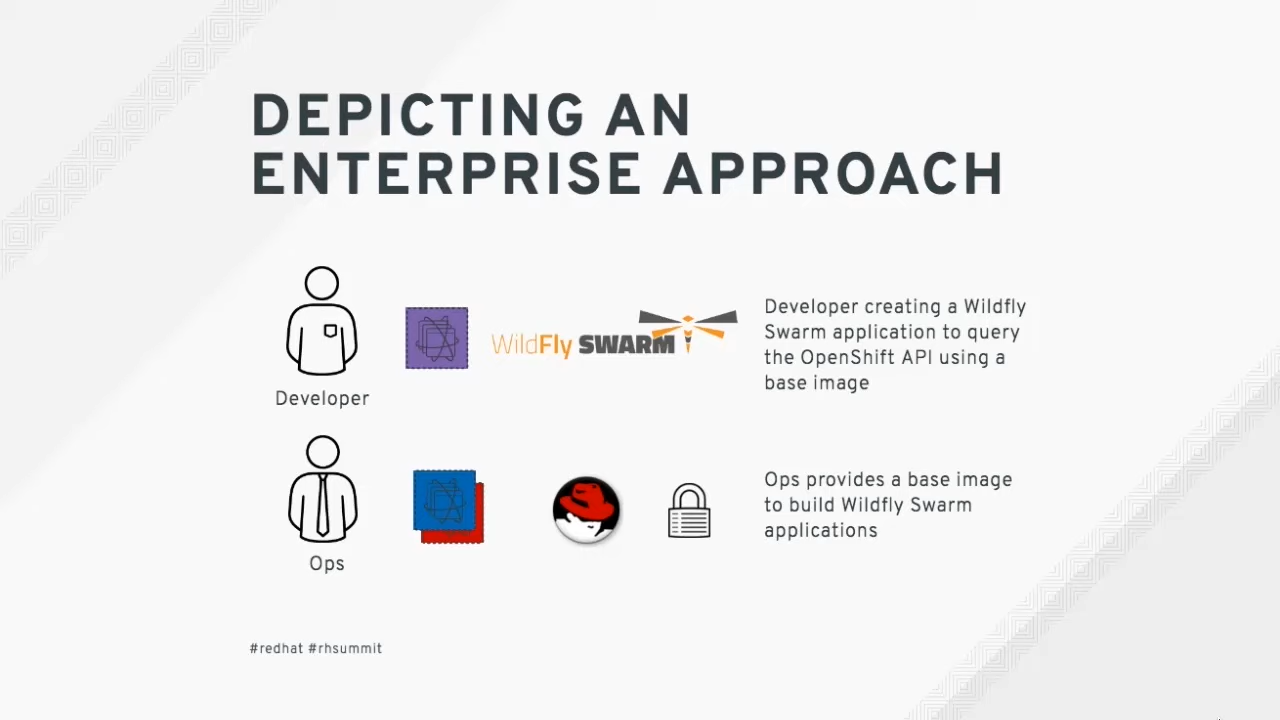 DEPICTING AN
ENTERPRISE APPROACH
Developer
WildFly SWARM
Developer creating a Wildfly
Swarm application to query
the OpenShift API using a
base image
Ops
Ops provides a base image
to build Wildfly Swarm
applications
#redhat #rhsummit